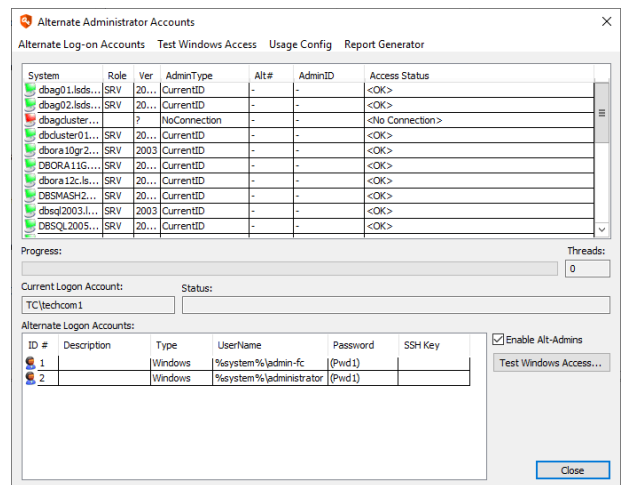 Alternate Administrator Accounts
Alternate Log-on Accounts Test Windows Access Usage Config Report Generator
System Role Ver AdminType Alt# AdminID Access Status
dbag01.lsds... SRV 20... CurrentID - - <OK>
dbag02.lsds... SRV 20... CurrentID - - <OK>
dbagcluster... ? NoConnection - - <No Connection>
dbcluster01... SRV 20... CurrentID - - <OK>
dbora10gr2... SRV 2003 CurrentID - - <OK>
DBORA11G.... SRV 20... CurrentID - - <OK>
dbora12c.ls... SRV 20... CurrentID - - <OK>
DBSMASH2... SRV 20... CurrentID - - <OK>
dbsql2003.l... SRV 2003 CurrentID - - <OK>
DBSQL2005... SRV 20... CurrentID - - <OK>
Progress: Threads:
0
Current Logon Account: Status:
TC\techcom1
Alternate Logon Accounts:
ID # Description Type UserName Password SSH Key
1 Windows %system%\admin-fc (Pwd1)
2 Windows %system%\administrator (Pwd1)
Enable Alt-Admins
Test Windows Access...
Close